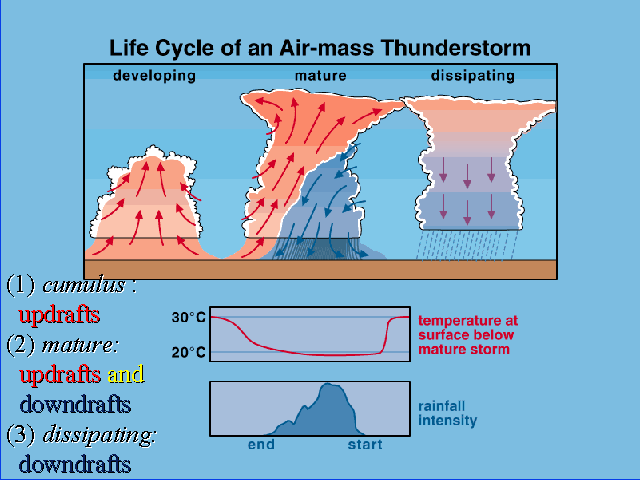 Life Cycle of an Air-mass Thunderstorm
developing mature dissipating
(1) cumulus :
updrafts
(2) mature:
updrafts and
downdrafts
(3) dissipating:
downdrafts
30°C
20°C
temperature at
surface below
mature storm
rainfall
intensity
end start